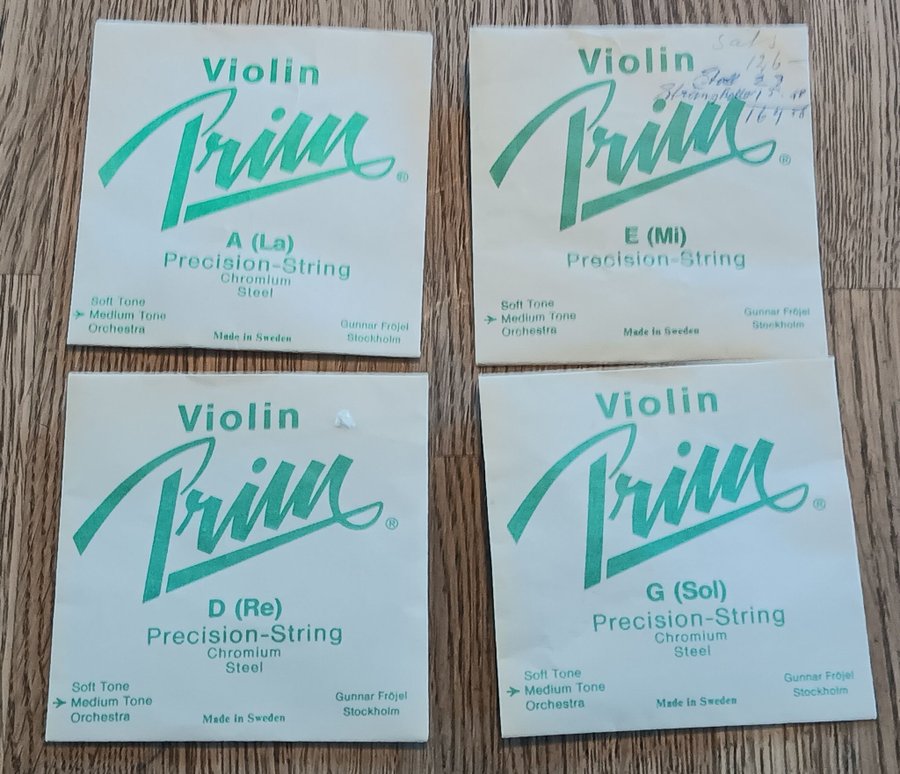 Violin
Prim ®
A (La)
Precision-String
Chromium
Steel
Soft Tone
Medium Tone
Orchestra
Made in Sweden
Gunnar Fröjel
Stockholm
Violin
Prim ®
E (Mi)
Precision-String
Soft Tone
Medium Tone
Orchestra
Made in Sweden
Gunnar Fröjel
Stockholm
Violin
Prim ®
D (Re)
Precision-String
Chromium
Steel
Soft Tone
Medium Tone
Orchestra
Made in Sweden
Gunnar Fröjel
Stockholm
Violin
Prim ®
G (Sol)
Precision-String
Chromium
Steel
Soft Tone
Medium Tone
Orchestra
Made in Sweden
Gunnar Fröjel
Stockholm